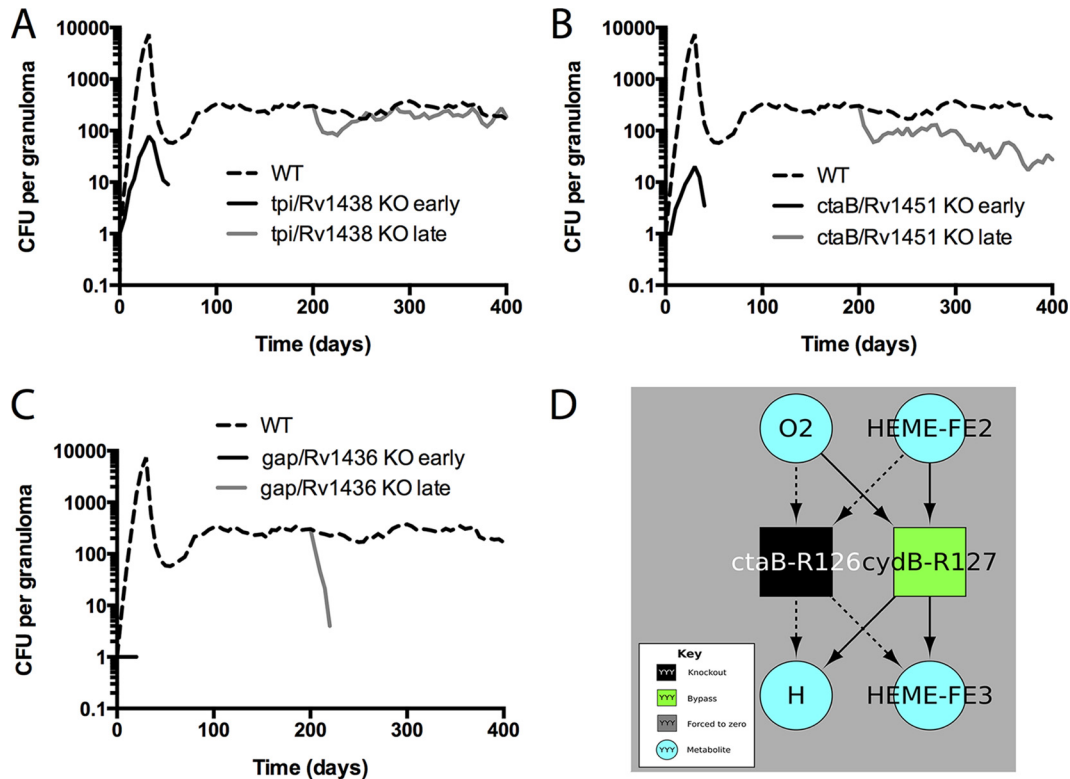 A
CFU per granuloma
10000
1000
100
10
1
0.1
WT
tpi/Rv1438 KO early
tpi/Rv1438 KO late
0
100
200
300
400
Time (days)
B
CFU per granuloma
10000
1000
100
10
1
0.1
WT
ctaB/Rv1451 KO early
ctaB/Rv1451 KO late
0
100
200
300
400
Time (days)
C
CFU per granuloma
WT
gap/Rv1436 KO early
gap/Rv1436 KO late
10000
1000
100
10
1
0.1
0
100
200
300
400
Time (days)
D
O2
HEME-FE2
ctaB-R126
cydB-R127
H
HEME-FE3
Key
YYY Knockout
YYY Bypass
YYY Forced to zero
YYY Metabolite